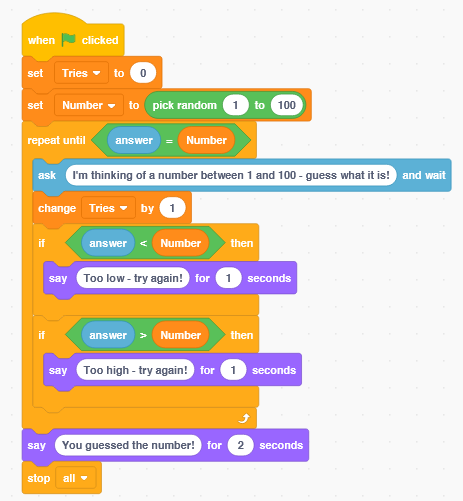 when clicked
set Tries to 0
set Number to pick random 1 to 100
repeat until answer = Number
ask I'm thinking of a number between 1 and 100 - guess what it is! and wait
change Tries by 1
if answer < Number then
say Too low - try again! for 1 seconds
if answer > Number then
say Too high - try again! for 1 seconds
say You guessed the number! for 2 seconds
stop all